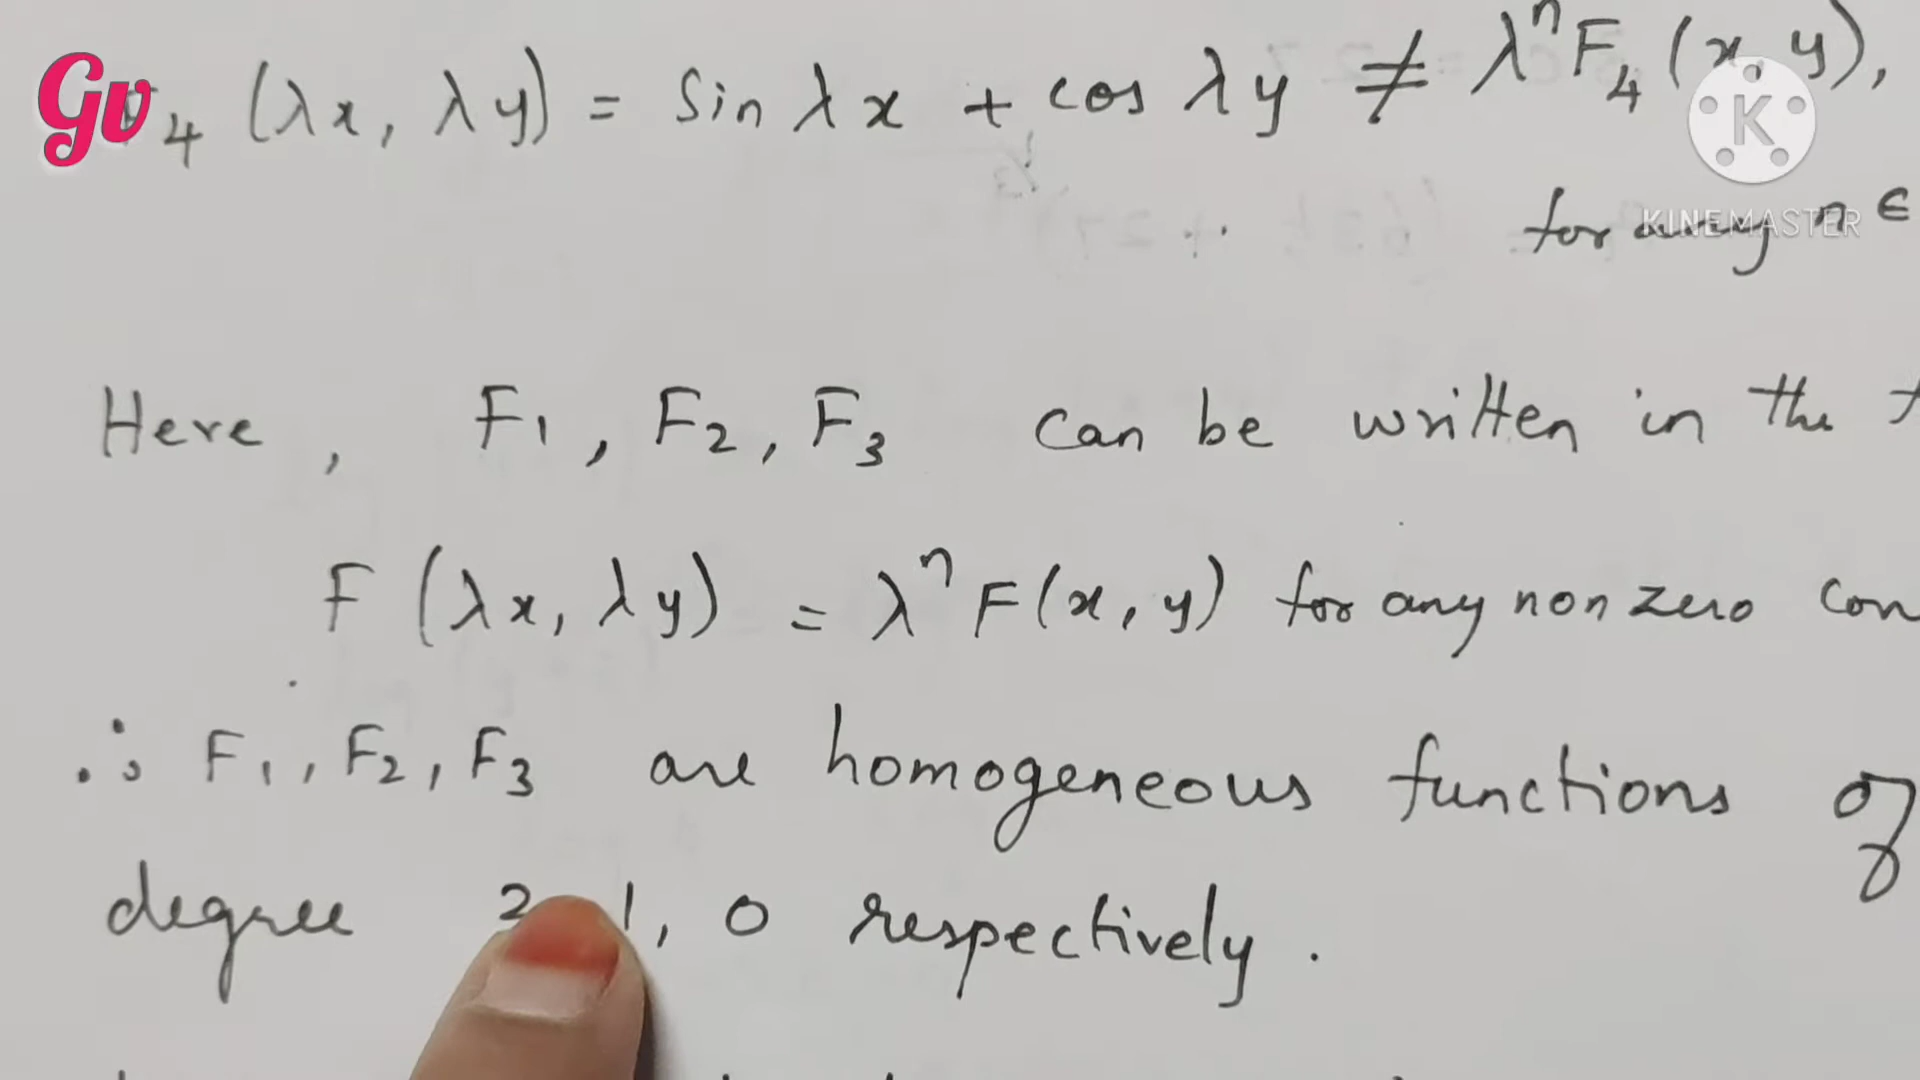 Gv
F₄ (λx, λy) = Sin λx + cos λy ≠ λⁿF₄(x, y),
K
for any n ∈
KINEMASTER
Here, F₁, F₂, F₃ can be written in the
F (λx, λy) = λⁿ F(x, y) for any non zero con
∴ F₁, F₂, F₃ are homogeneous functions of
degree 2, 1, 0 respectively.